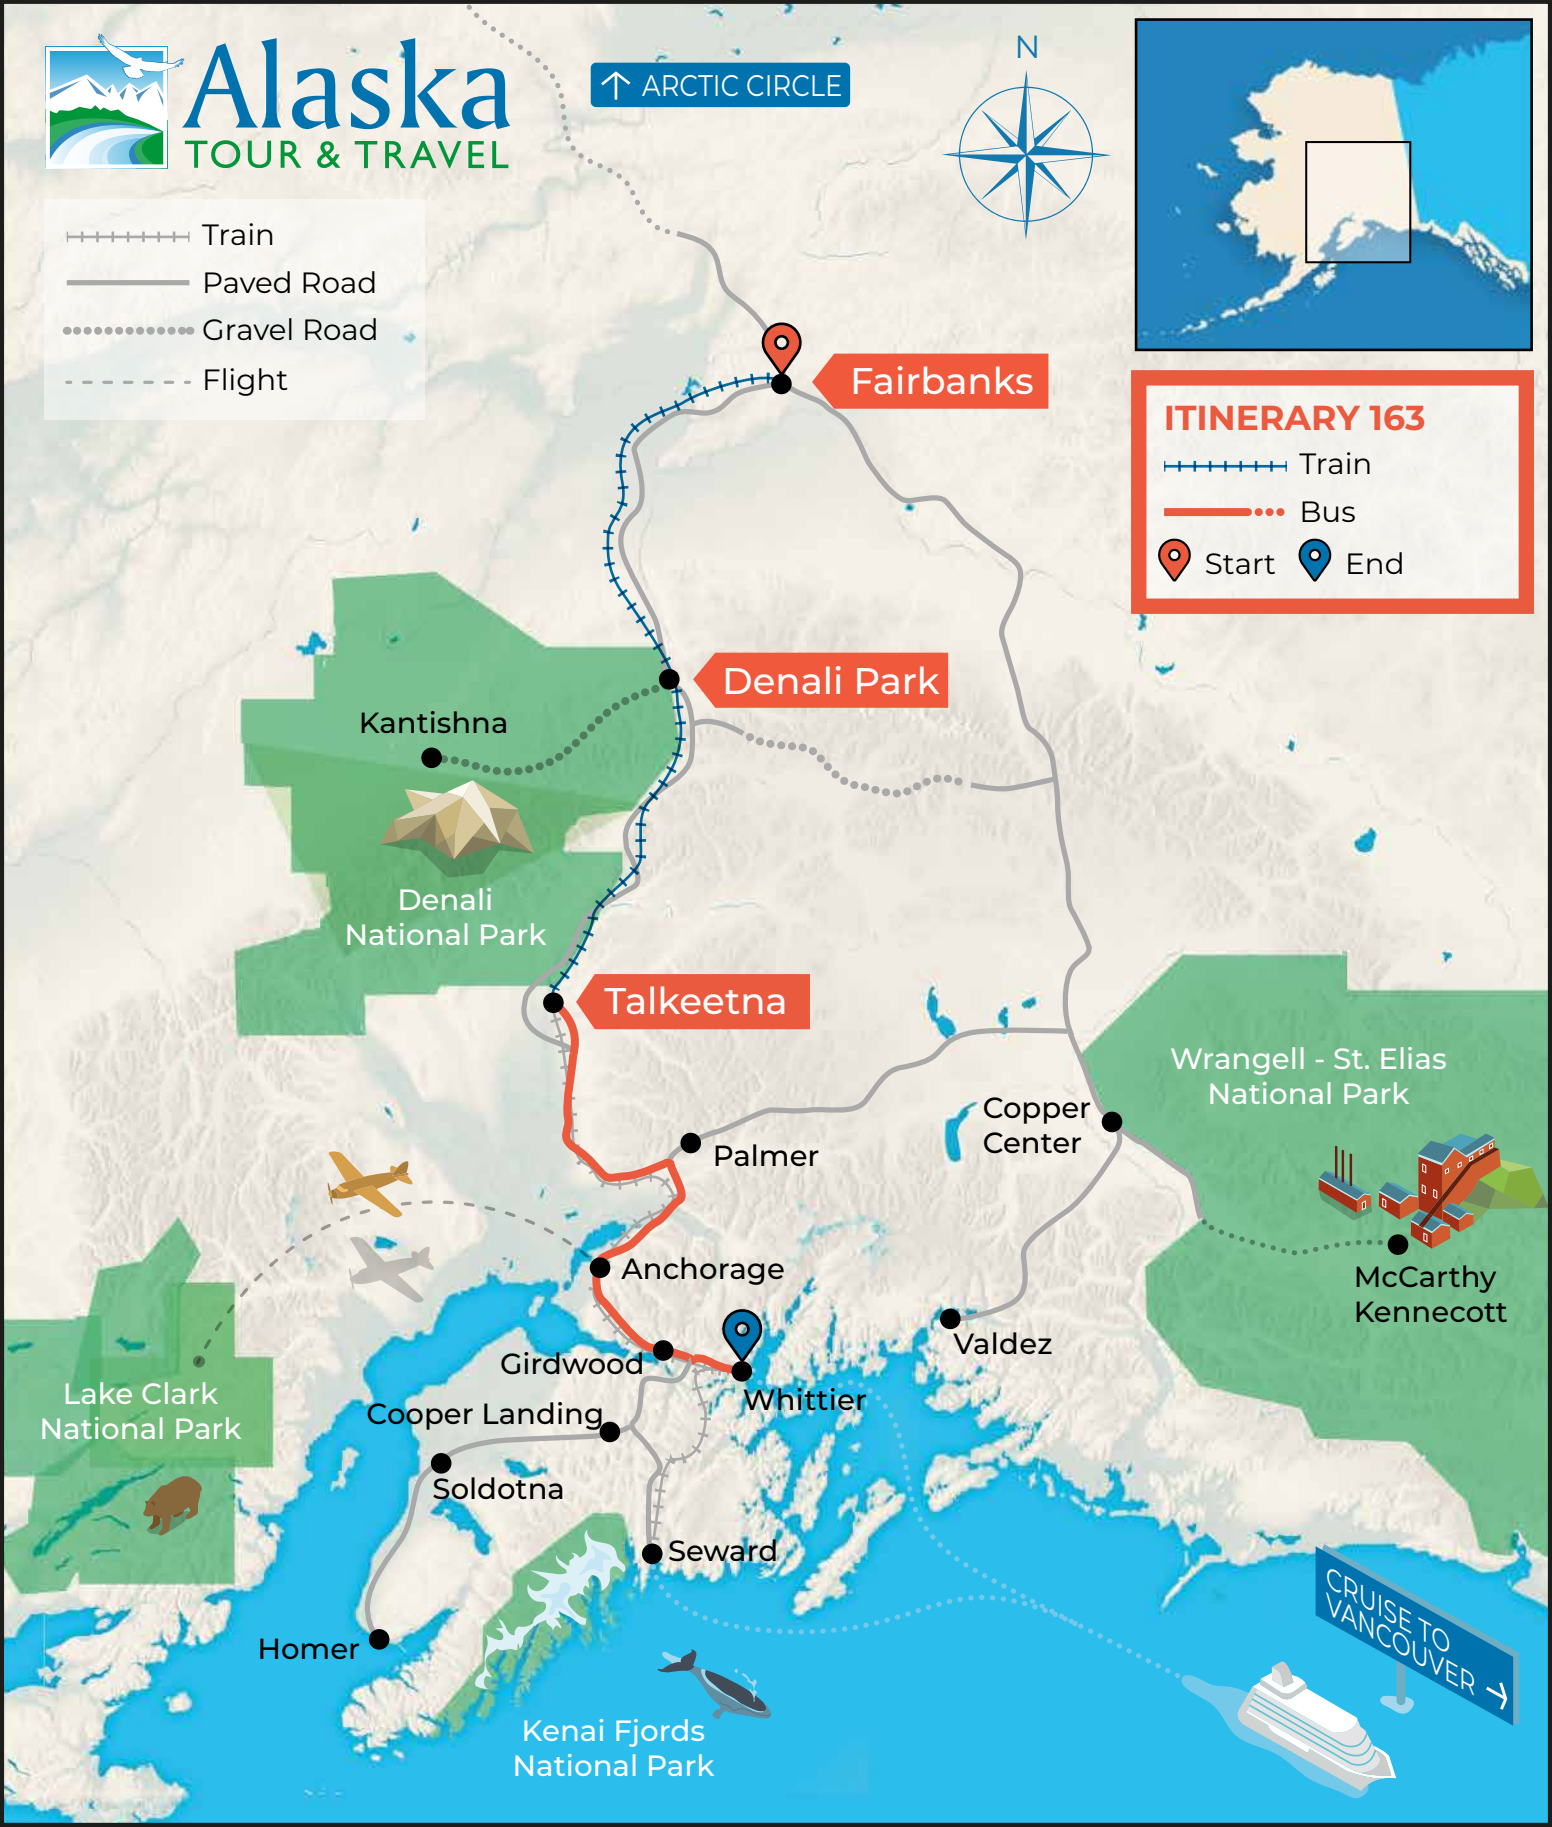 Alaska
TOUR & TRAVEL
↑ ARCTIC CIRCLE
N
Train
Paved Road
Gravel Road
Flight
Fairbanks
ITINERARY 163
Train
Bus
Start
End
Denali Park
Kantishna
Denali
National Park
Talkeetna
Wrangell - St. Elias
National Park
Copper
Center
Palmer
McCarthy
Kennecott
Anchorage
Valdez
Girdwood
Whittier
Lake Clark
National Park
Cooper Landing
Soldotna
Seward
Homer
Kenai Fjords
National Park
CRUISE TO
VANCOUVER →